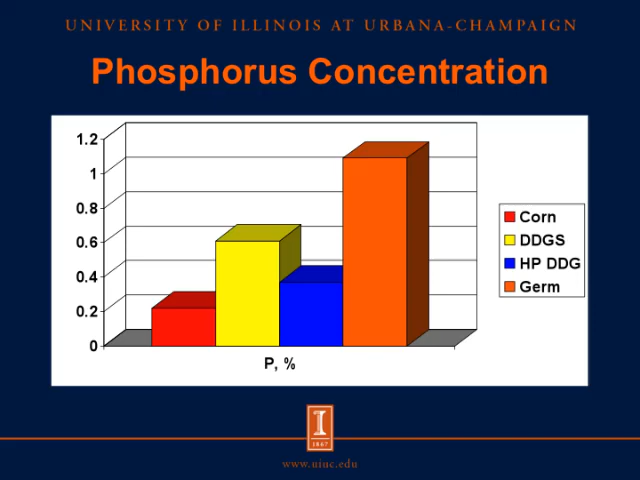 UNIVERSITY OF ILLINOIS AT URBANA-CHAMPAIGN
Phosphorus Concentration
1.2
1
0.8
0.6
0.4
0.2
0
P, %
Corn
DDGS
HP DDG
Germ
I
1867
www.uiuc.edu